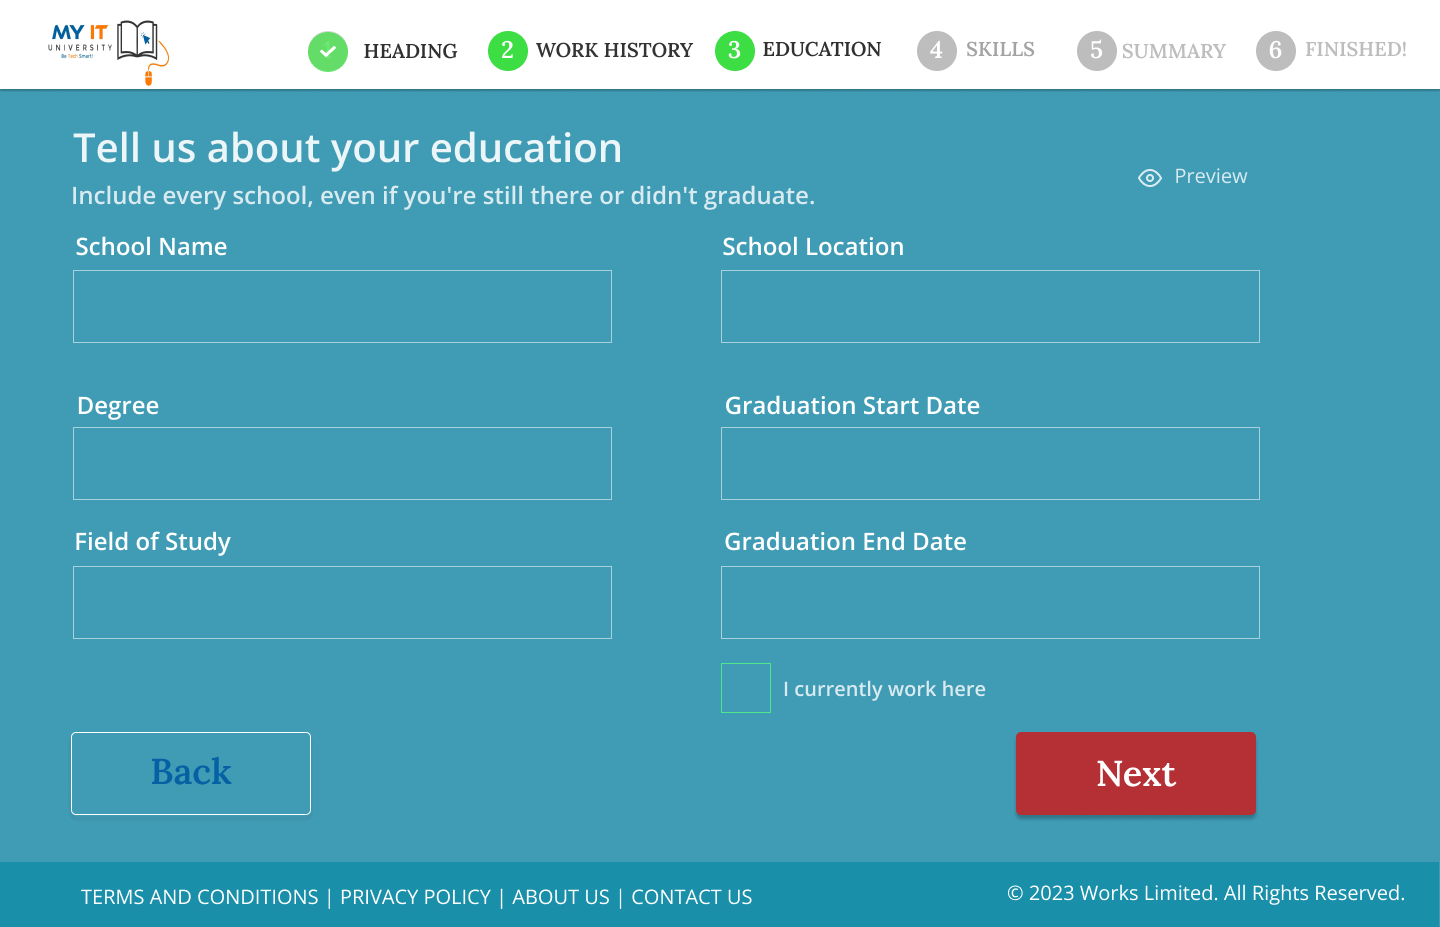 MY IT
UNIVERSITY
Be Tech Smart!
HEADING
2 WORK HISTORY
3 EDUCATION
4 SKILLS
5 SUMMARY
6 FINISHED!
Tell us about your education
Include every school, even if you're still there or didn't graduate.
Preview
School Name
School Location
Degree
Graduation Start Date
Field of Study
Graduation End Date
I currently work here
Back
Next
TERMS AND CONDITIONS | PRIVACY POLICY | ABOUT US | CONTACT US
© 2023 Works Limited. All Rights Reserved.